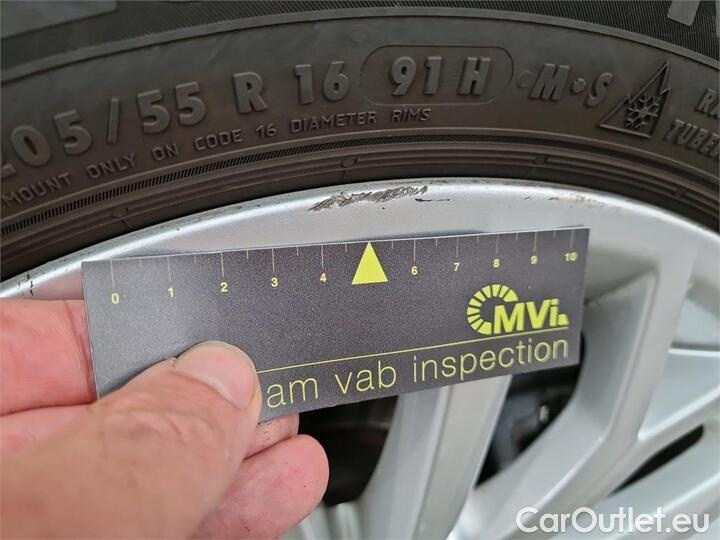 205/55 R 16 91H M+S
MOUNT ONLY ON CODE 16 DIAMETER RIMS
0 1 2 3 4 6 7 8 9 10
MVi
am vab inspection
CarOutlet.eu